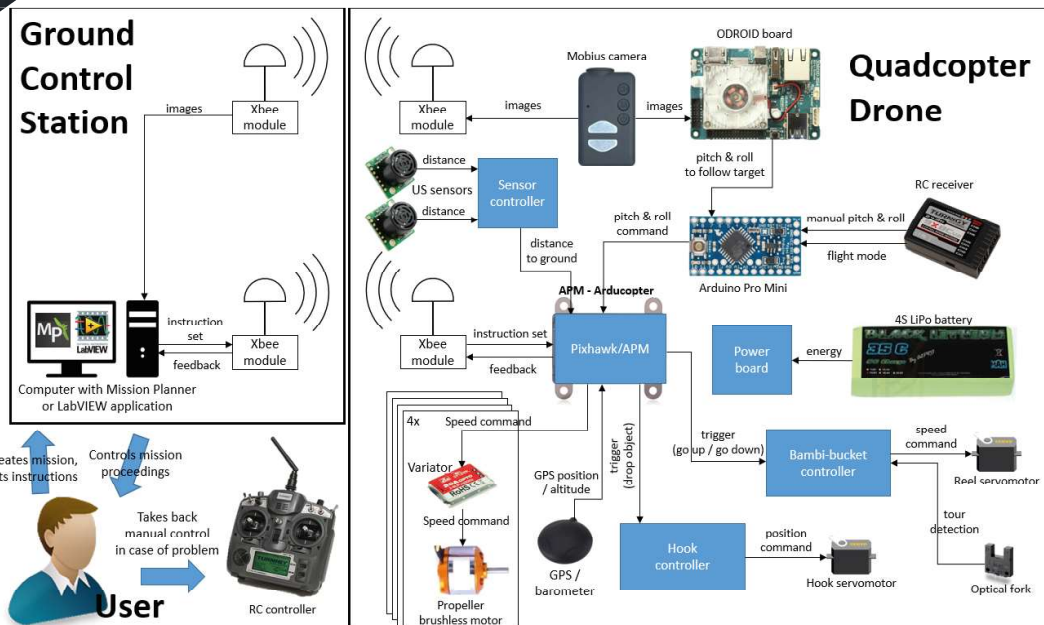 Ground
Control
Station
Xbee
module
images
Xbee
module
instruction
set
feedback
Mp
LabVIEW
Computer with Mission Planner
or LabVIEW application
Quadcopter
Drone
ODROID board
Mobius camera
Xbee
module
images
images
pitch & roll
to follow target
distance
US sensors
distance
Sensor
controller
distance
to ground
RC receiver
TURNIGY
manual pitch & roll
flight mode
Arduino Pro Mini
pitch & roll
command
APM - Arducopter
Pixhawk/APM
Xbee
module
instruction set
feedback
4S LiPo battery
35C
energy
Power
board
4x
Speed command
Variator
RoHS
Speed command
Propeller
brushless motor
GPS position
/ altitude
GPS /
barometer
trigger
(drop object)
Hook
controller
position
command
Hook servomotor
trigger
(go up / go down)
Bambi-bucket
controller
speed
command
Reel servomotor
tour
detection
Optical fork
eates mission,
ts instructions
Controls mission
proceedings
Takes back
manual control
in case of problem
User
RC controller